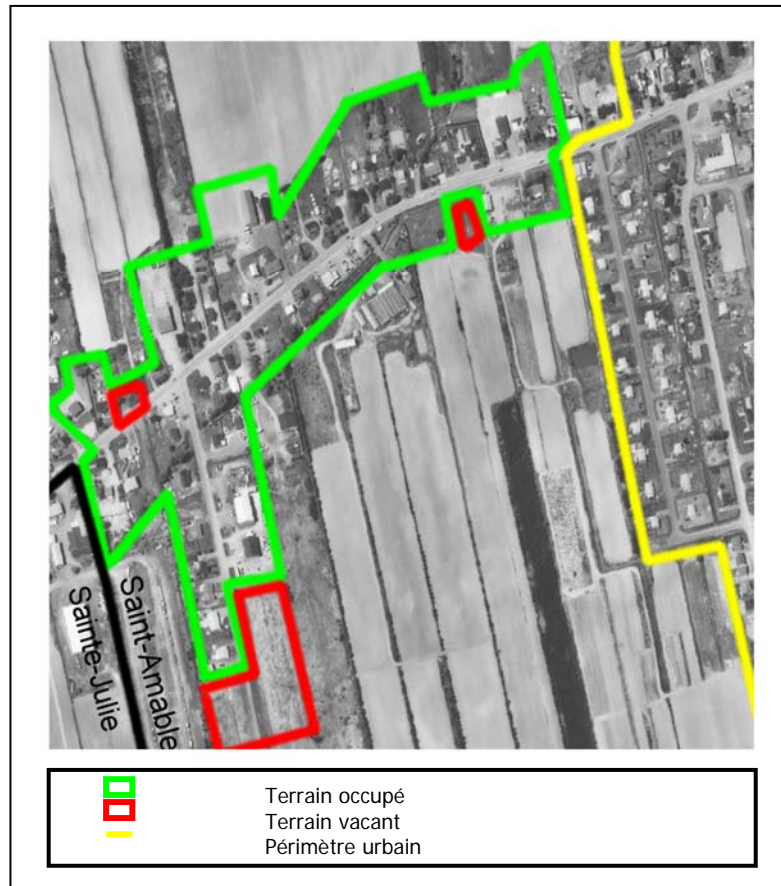 Sainte-Julie
Saint-Amable
Terrain occupé
Terrain vacant
Périmètre urbain